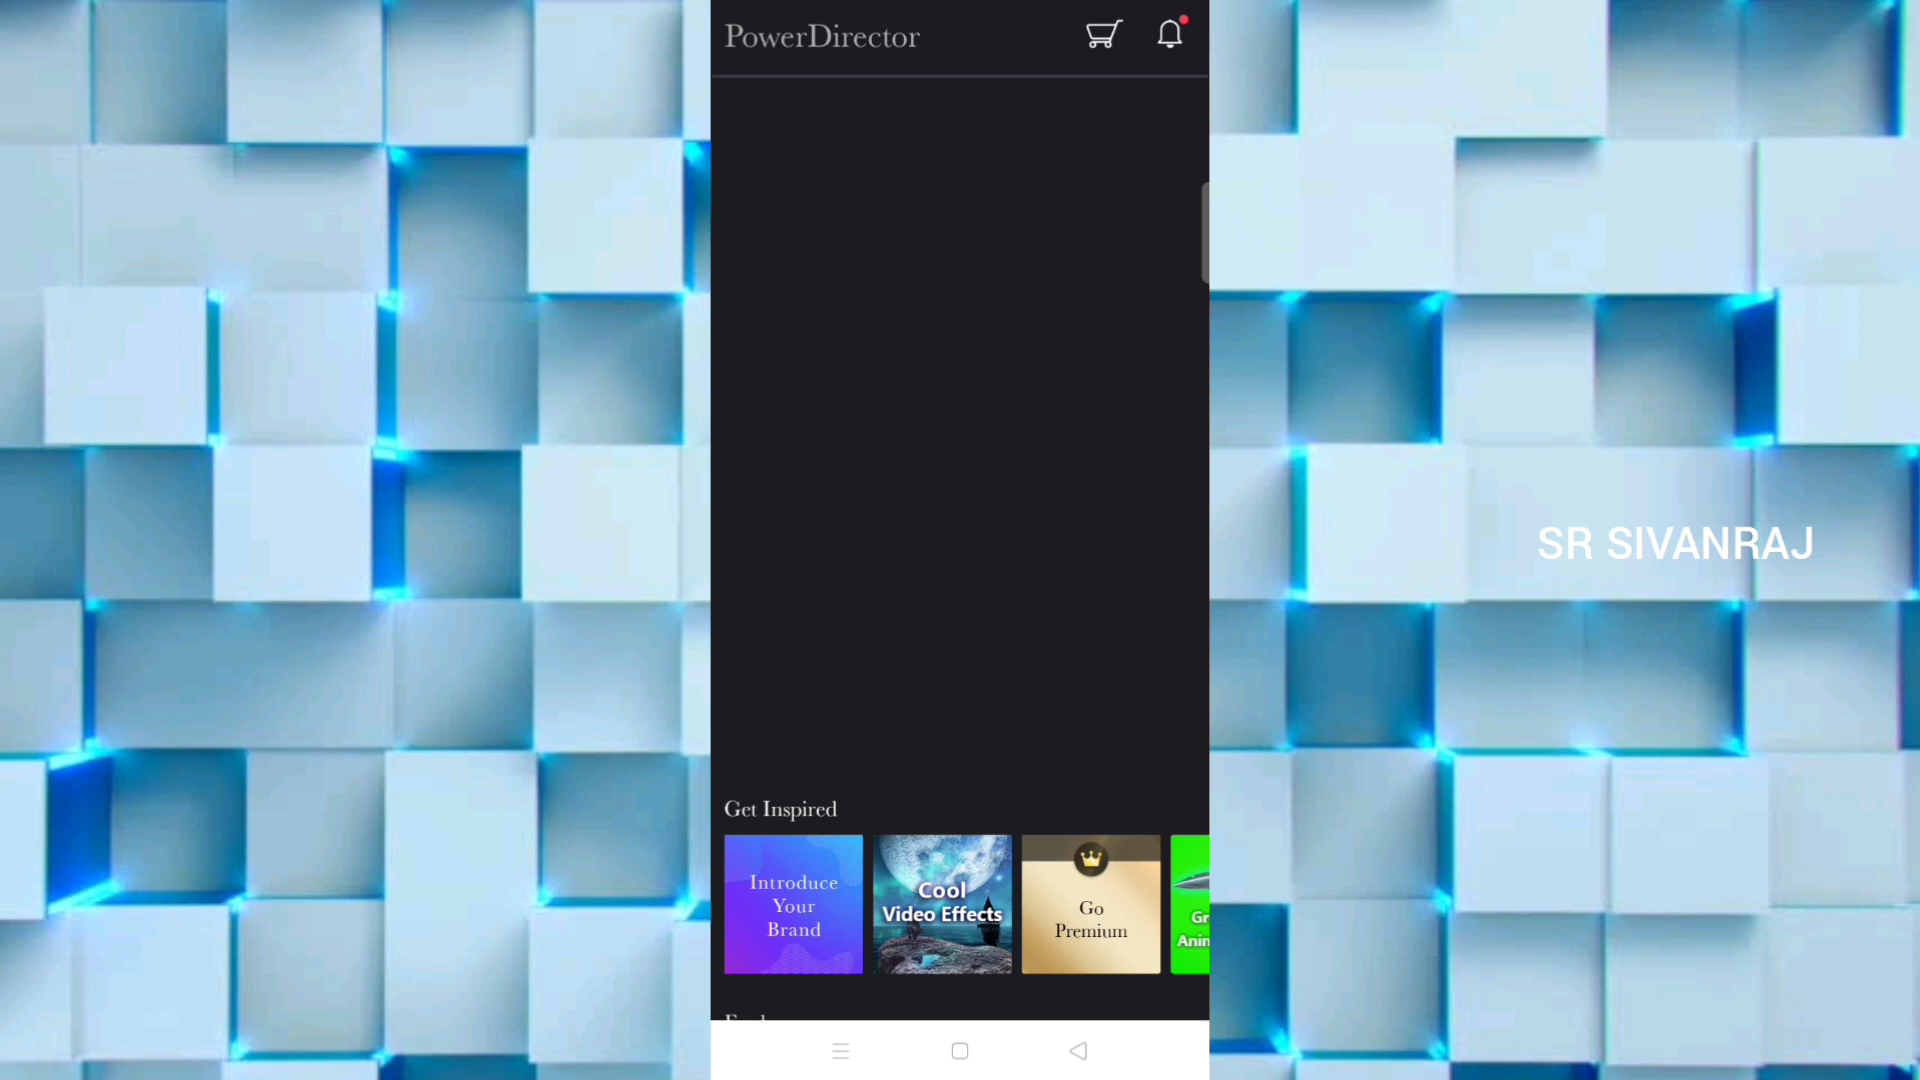 PowerDirector
SR SIVANRAJ
Get Inspired
Introduce
Your
Brand
Cool
Video Effects
Go
Premium